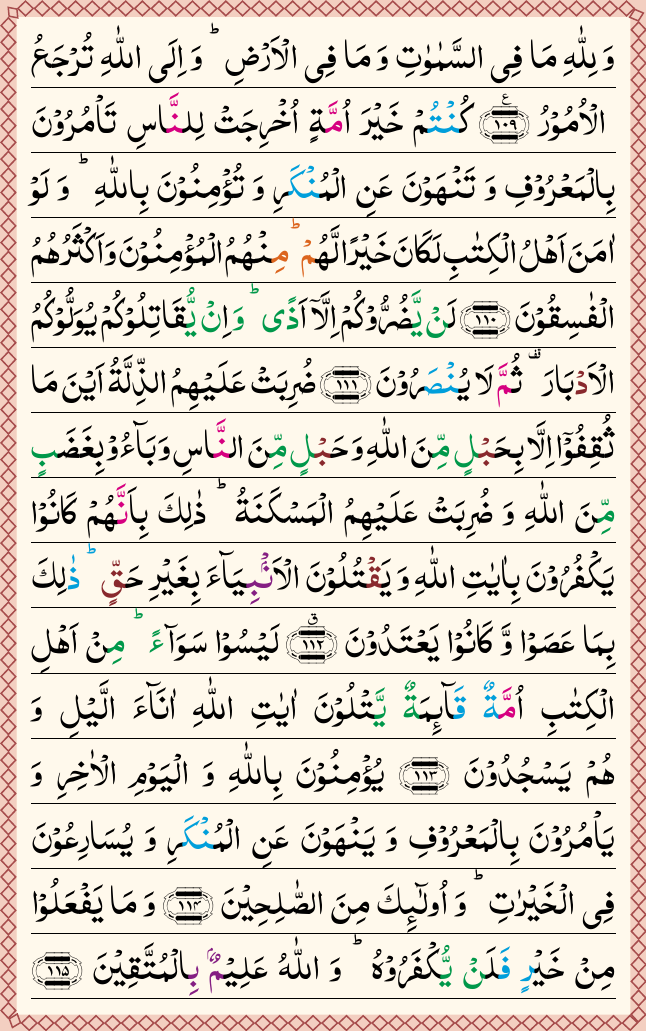 وَلِلّٰهِ مَا فِى السَّمٰوٰتِ وَ مَا فِى الْاَرْضِ ؕ وَ اِلَى اللّٰهِ تُرْجَعُ
الْاُمُوْرُ ﴿۱۰۹﴾ ع كُنْتُمْ خَيْرَ اُمَّةٍ اُخْرِجَتْ لِلنَّاسِ تَاْمُرُوْنَ
بِالْمَعْرُوْفِ وَ تَنْهَوْنَ عَنِ الْمُنْكَرِ وَ تُؤْمِنُوْنَ بِاللّٰهِ ؕ وَ لَوْ
اٰمَنَ اَهْلُ الْكِتٰبِ لَكَانَ خَيْرًا لَّهُمْ ؕ مِنْهُمُ الْمُؤْمِنُوْنَ وَ اَكْثَرُهُمُ
الْفٰسِقُوْنَ ﴿۱۱۰﴾ لَنْ يَّضُرُّوْكُمْ اِلَّاۤ اَذًى ؕ وَ اِنْ يُّقَاتِلُوْكُمْ يُوَلُّوْكُمُ
الْاَدْبَارَ ۟ ثُمَّ لَا يُنْصَرُوْنَ ﴿۱۱۱﴾ ضُرِبَتْ عَلَيْهِمُ الذِّلَّةُ اَيْنَ مَا
ثُقِفُوْۤا اِلَّا بِحَبْلٍ مِّنَ اللّٰهِ وَ حَبْلٍ مِّنَ النَّاسِ وَ بَآءُوْ بِغَضَبٍ
مِّنَ اللّٰهِ وَ ضُرِبَتْ عَلَيْهِمُ الْمَسْكَنَةُ ؕ ذٰلِكَ بِاَنَّهُمْ كَانُوْا
يَكْفُرُوْنَ بِاٰيٰتِ اللّٰهِ وَ يَقْتُلُوْنَ الْاَنْۢبِيَآءَ بِغَيْرِ حَقٍّ ؕ ذٰلِكَ
بِمَا عَصَوْا وَّ كَانُوْا يَعْتَدُوْنَ ﴿۱۱۲﴾ ق لَيْسُوْا سَوَآءً ؕ مِنْ اَهْلِ
الْكِتٰبِ اُمَّةٌ قَآىِٕمَةٌ يَّتْلُوْنَ اٰيٰتِ اللّٰهِ اٰنَآءَ الَّيْلِ وَ
هُمْ يَسْجُدُوْنَ ﴿۱۱۳﴾ يُؤْمِنُوْنَ بِاللّٰهِ وَ الْيَوْمِ الْاٰخِرِ وَ
يَاْمُرُوْنَ بِالْمَعْرُوْفِ وَ يَنْهَوْنَ عَنِ الْمُنْكَرِ وَ يُسَارِعُوْنَ
فِى الْخَيْرٰتِ ؕ وَ اُولٰٓىِٕكَ مِنَ الصّٰلِحِيْنَ ﴿۱۱۴﴾ وَ مَا يَفْعَلُوْا
مِنْ خَيْرٍ فَلَنْ يُّكْفَرُوْهُ ؕ وَ اللّٰهُ عَلِيْمٌۢ بِالْمُتَّقِيْنَ ﴿۱۱۵﴾